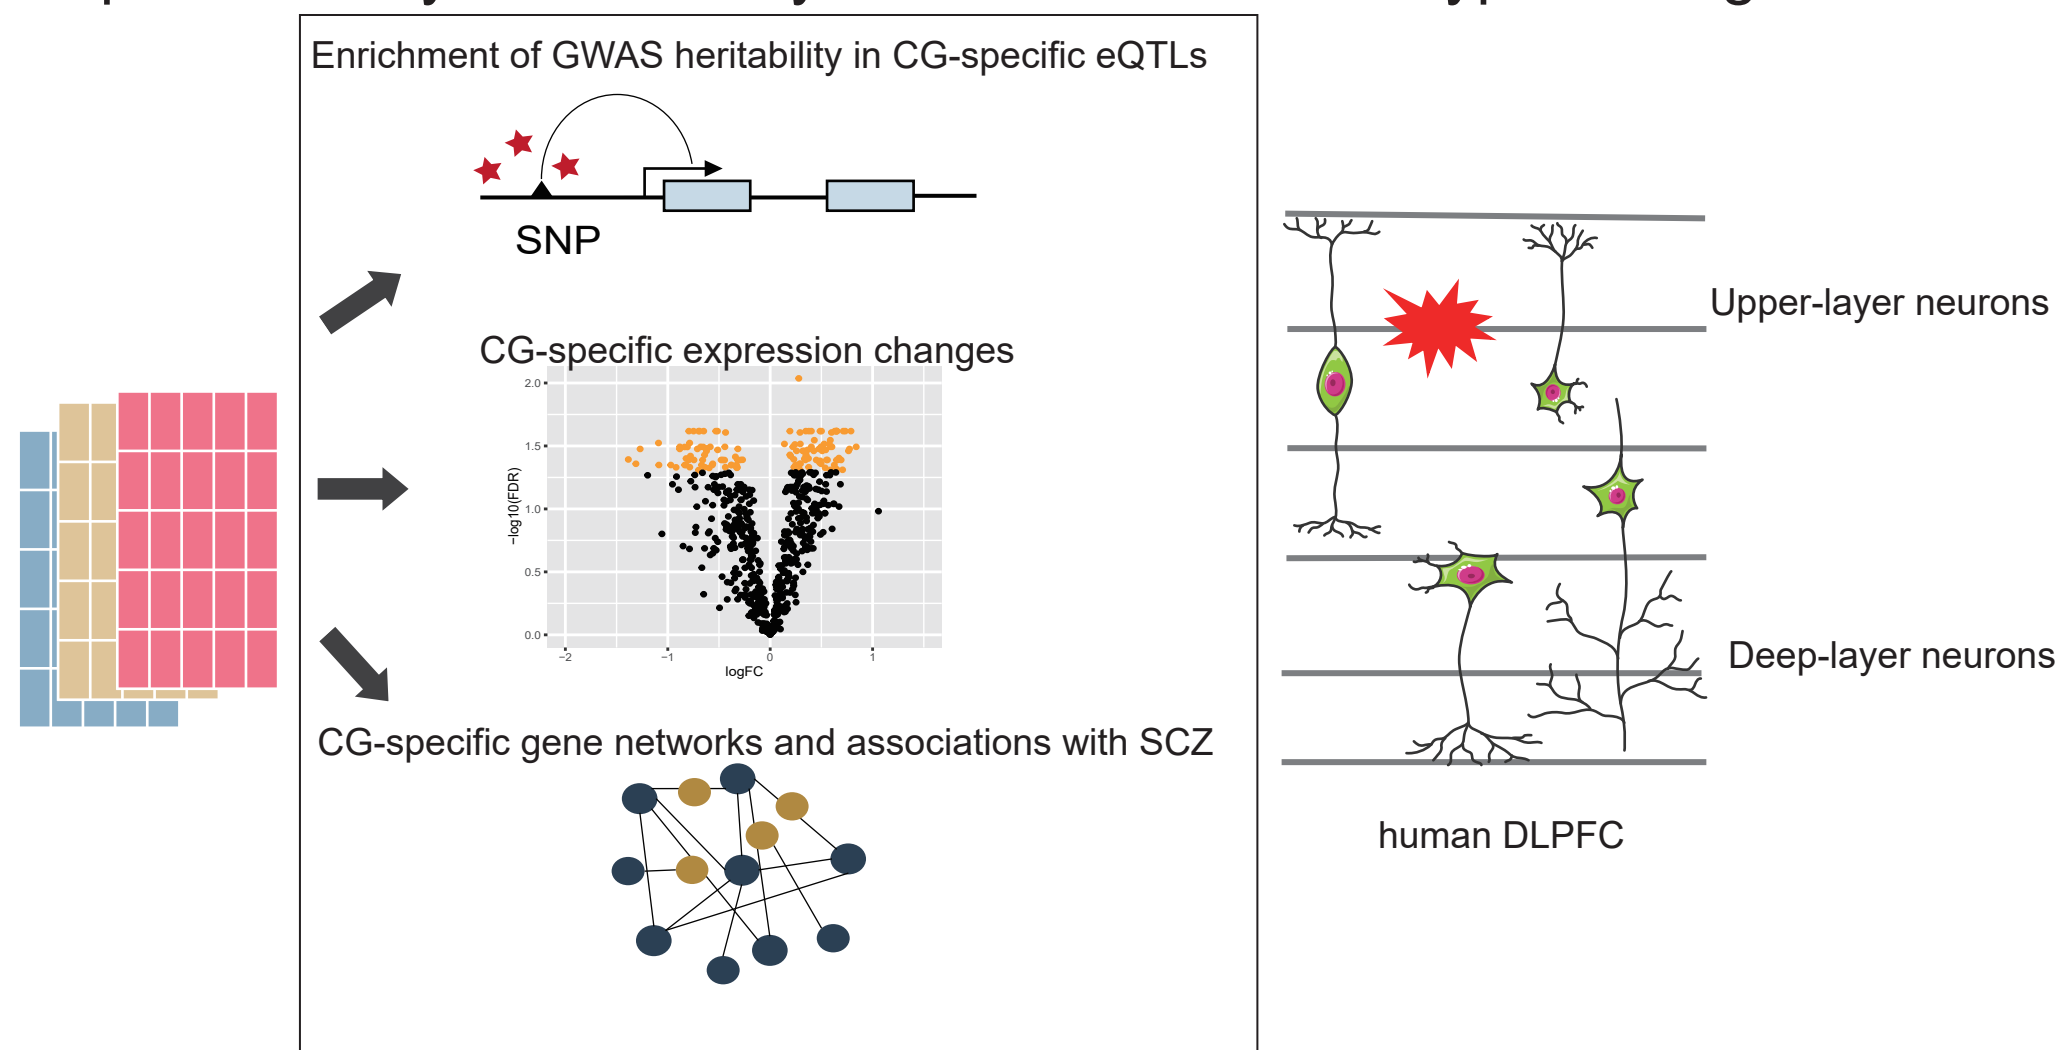 Enrichment of GWAS heritability in CG-specific eQTLs
SNP
CG-specific expression changes
2.0
1.5
1.0
0.5
0.0
−log10(FDR)
−2
−1
0
1
logFC
CG-specific gene networks and associations with SCZ
Upper-layer neurons
Deep-layer neurons
human DLPFC